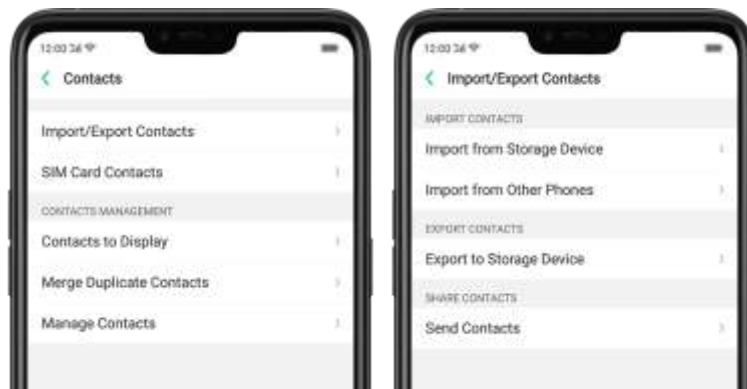 12:00
Contacts
Import/Export Contacts
SIM Card Contacts
CONTACTS MANAGEMENT
Contacts to Display
Merge Duplicate Contacts
Manage Contacts
12:00
Import/Export Contacts
IMPORT CONTACTS
Import from Storage Device
Import from Other Phones
EXPORT CONTACTS
Export to Storage Device
SHARE CONTACTS
Send Contacts